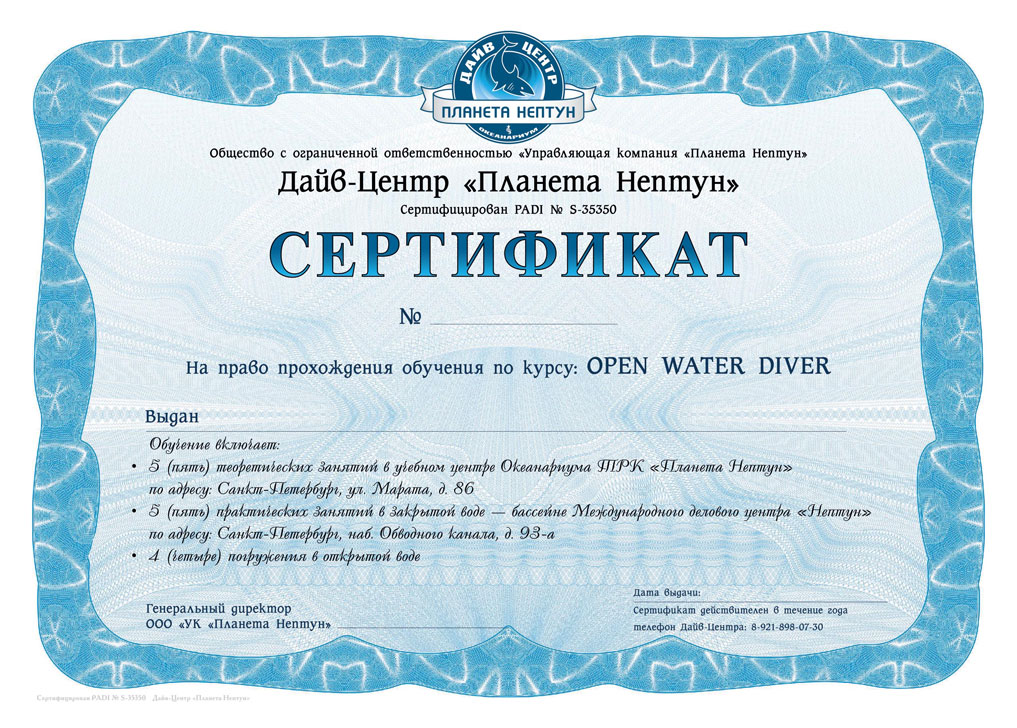 ДАЙВ ЦЕНТР
ПЛАНЕТА НЕПТУН
ОКЕАНАРИУМ
Общество с ограниченной ответственностью «Управляющая компания «Планета Нептун»
Дайв-Центр «Планета Нептун»
Сертифицирован PADI № S-35350
СЕРТИФИКАТ
№
На право прохождения обучения по курсу: OPEN WATER DIVER
Выдан
Обучение включает:
• 5 (пять) теоретических занятий в учебном центре Океанариума ТРК «Планета Нептун»
по адресу: Санкт-Петербург, ул. Марата, д. 86
• 5 (пять) практических занятий в закрытой воде — бассейне Международного делового центра «Нептун»
по адресу: Санкт-Петербург, наб. Обводного канала, д. 93-а
• 4 (четыре) погружения в открытой воде
Генеральный директор
ООО «УК «Планета Нептун»
Дата выдачи:
Сертификат действителен в течение года
телефон Дайв-Центра: 8-921-898-07-30
Сертифицирован PADI № S-35350 Дайв-Центр «Планета Нептун»